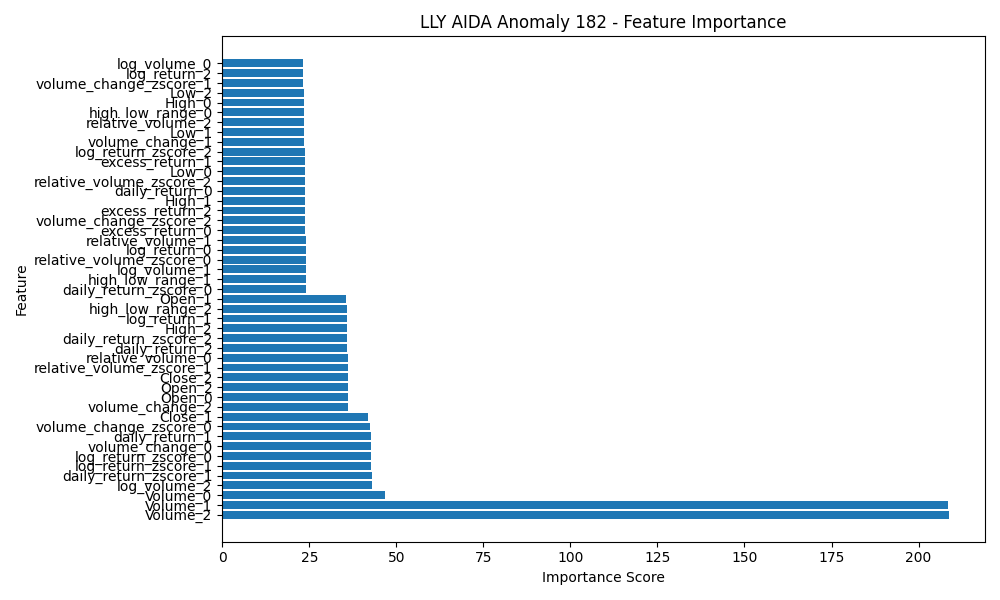 LLY AIDA Anomaly 182 - Feature Importance
log_volume_0
log_return_2
volume_change_zscore_1
Low_2
High_0
high_low_range_0
relative_volume_2
Low_1
volume_change_1
log_return_zscore_2
excess_return_1
Low_0
relative_volume_zscore_2
daily_return_0
High_1
excess_return_2
volume_change_zscore_2
excess_return_0
relative_volume_1
log_return_0
relative_volume_zscore_0
log_volume_1
high_low_range_1
daily_return_zscore_0
Open_1
high_low_range_2
log_return_1
High_2
daily_return_zscore_2
daily_return_2
relative_volume_0
relative_volume_zscore_1
Close_2
Open_2
Open_0
volume_change_2
Close_1
volume_change_zscore_0
daily_return_1
volume_change_0
log_return_zscore_0
log_return_zscore_1
daily_return_zscore_1
log_volume_2
Volume_0
Volume_1
Volume_2
Feature
0 25 50 75 100 125 150 175 200
Importance Score